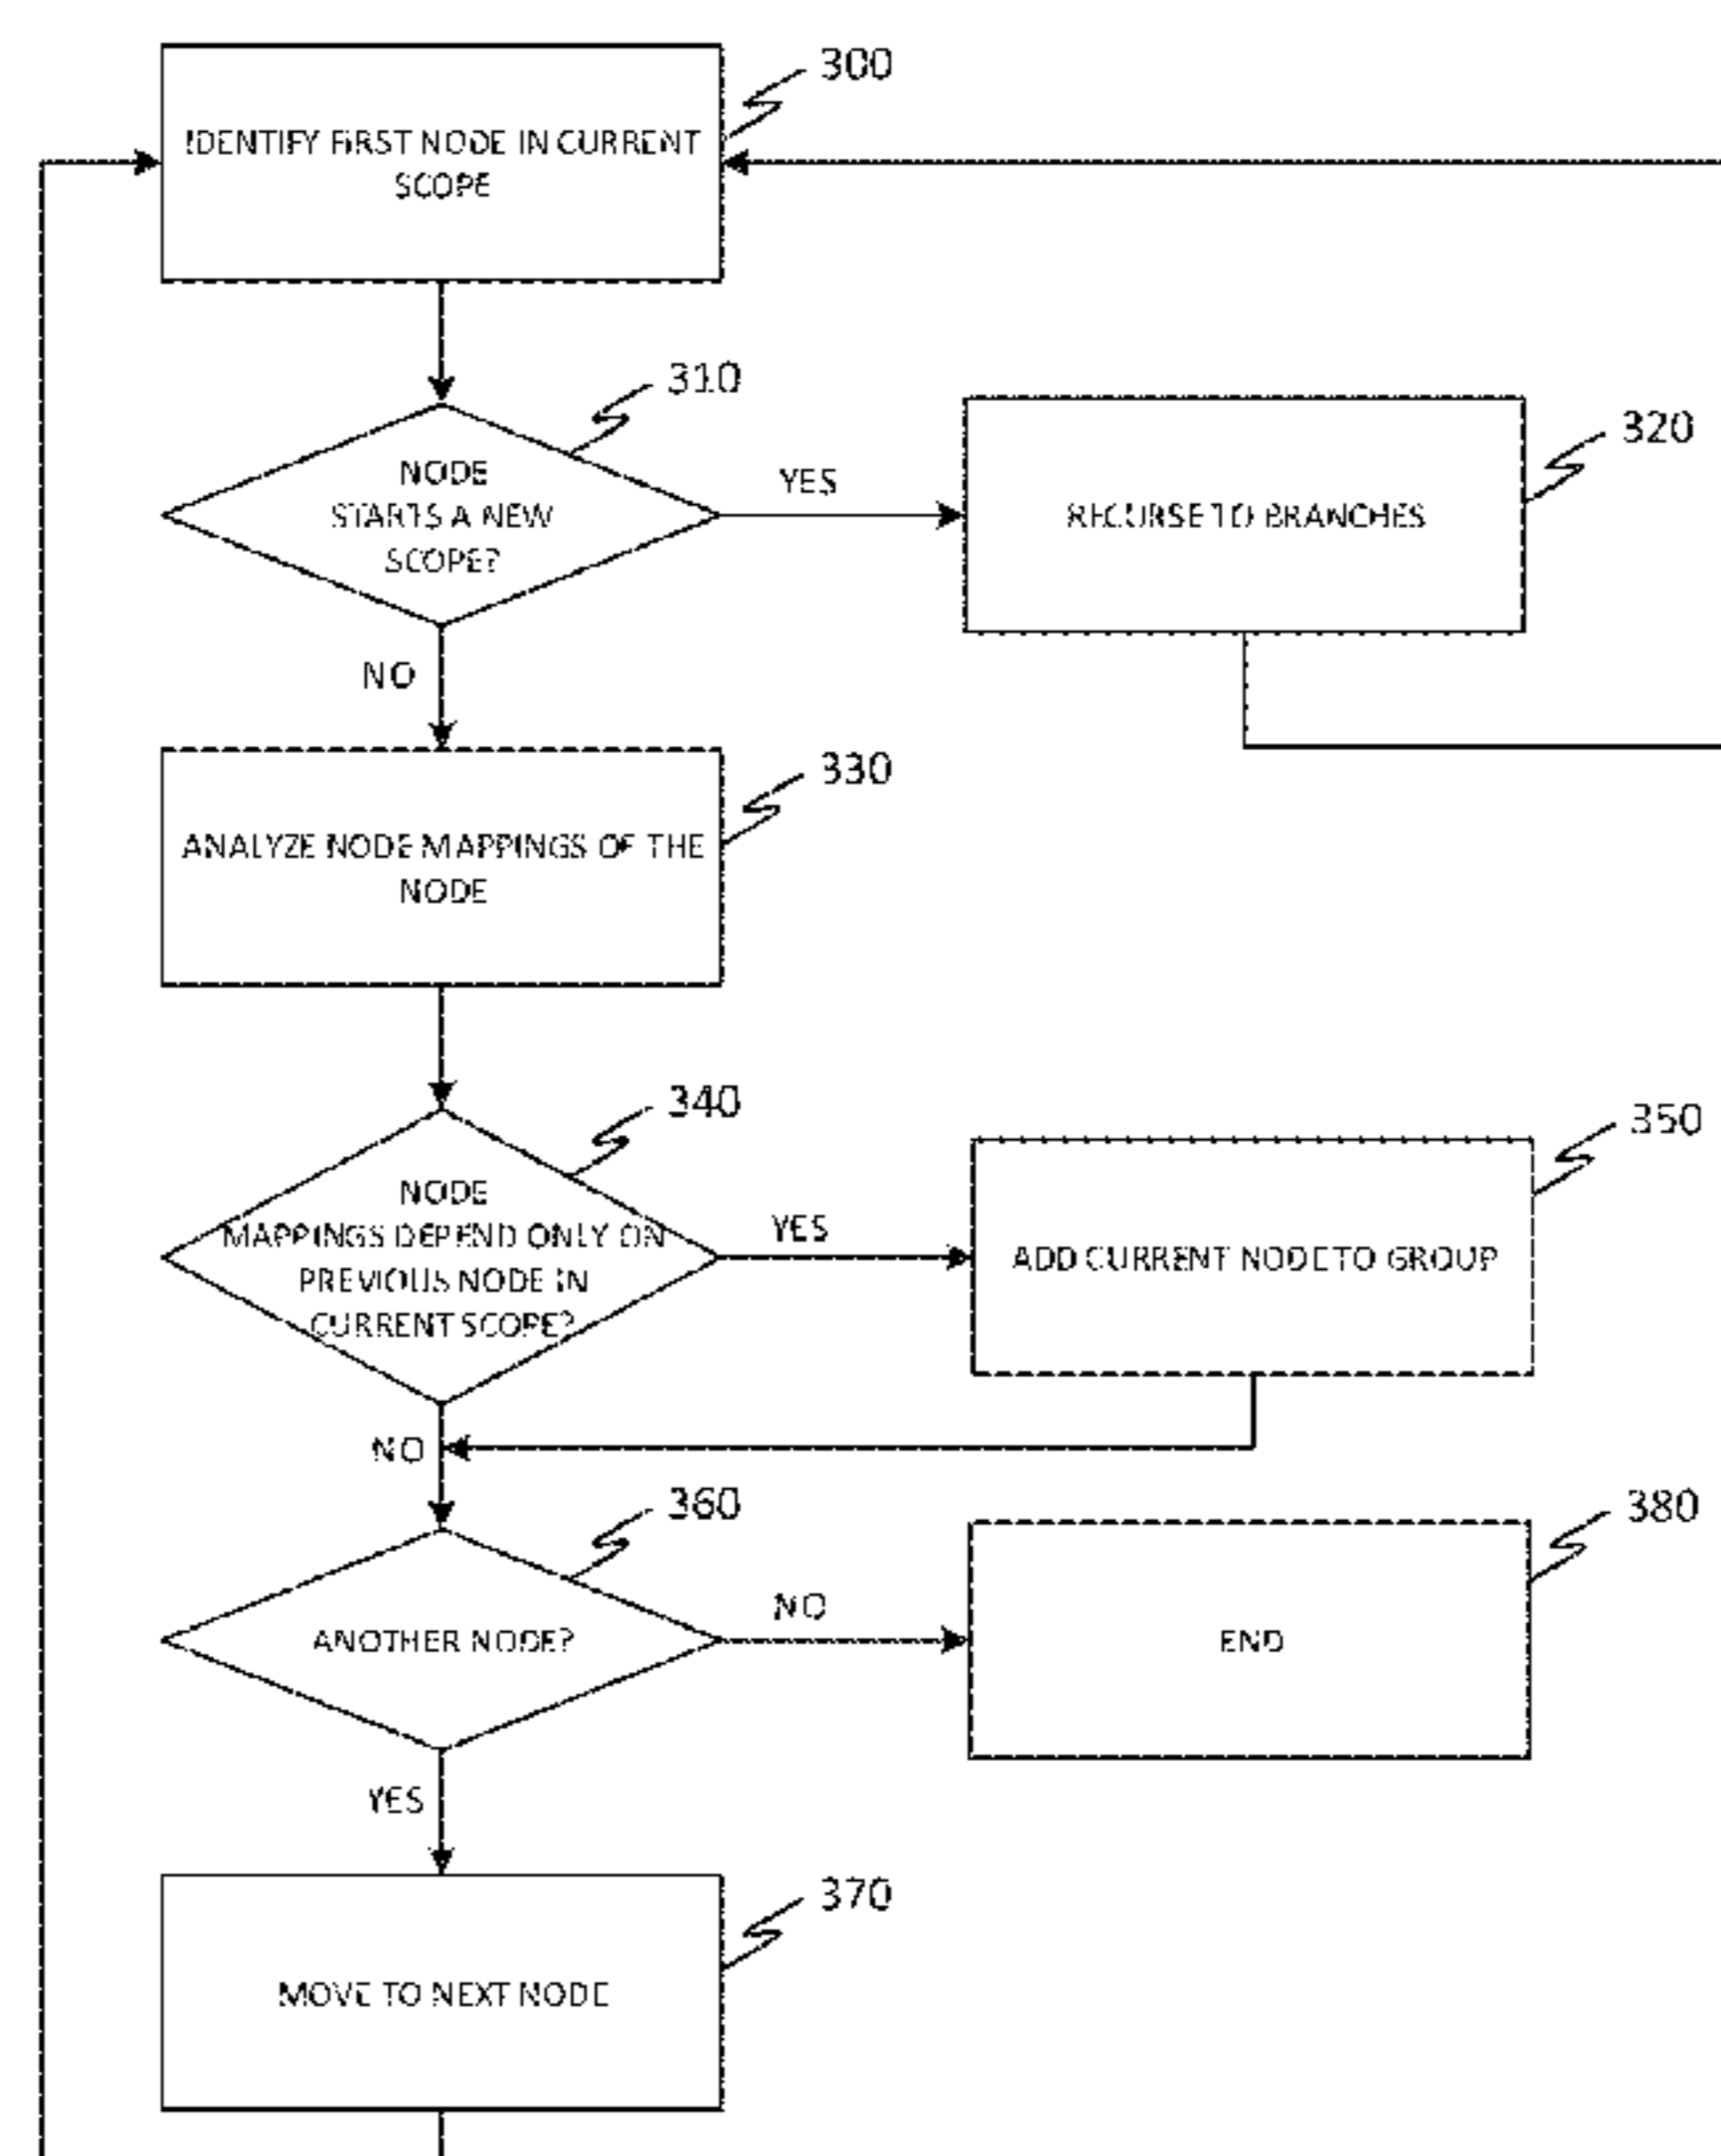 300
IDENTIFY FIRST NODE IN CURRENT
SCOPE
310
NODE
STARTS A NEW
SCOPE?
YES
320
RECURSE TO BRANCHES
NO
330
ANALYZE NODE MAPPINGS OF THE
NODE
340
NODE
MAPPINGS DEPEND ONLY ON
PREVIOUS NODE IN
CURRENT SCOPE?
YES
350
ADD CURRENT NODE TO GROUP
NO
360
ANOTHER NODE?
NO
380
END
YES
370
MOVE TO NEXT NODE